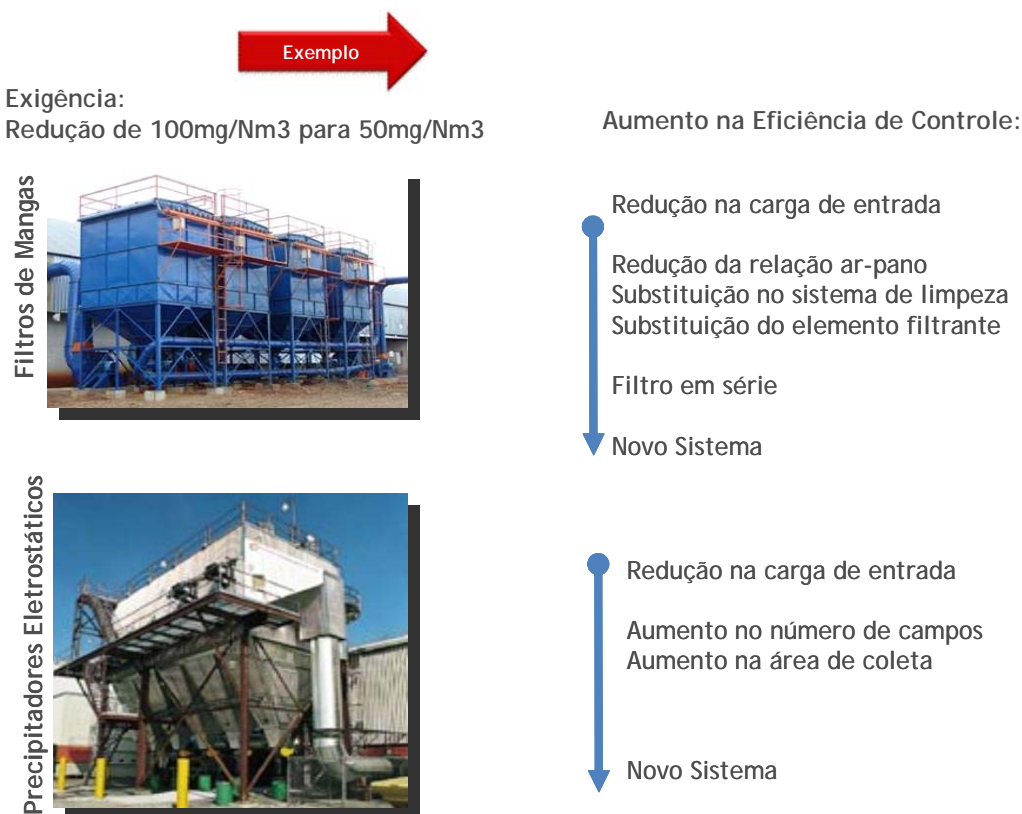 Exemplo
Exigência:
Redução de 100mg/Nm3 para 50mg/Nm3
Aumento na Eficiência de Controle:
Filtros de Mangas
Redução na carga de entrada
Redução da relação ar-pano
Substituição no sistema de limpeza
Substituição do elemento filtrante
Filtro em série
Novo Sistema
Precipitadores Eletrostáticos
Redução na carga de entrada
Aumento no número de campos
Aumento na área de coleta
Novo Sistema